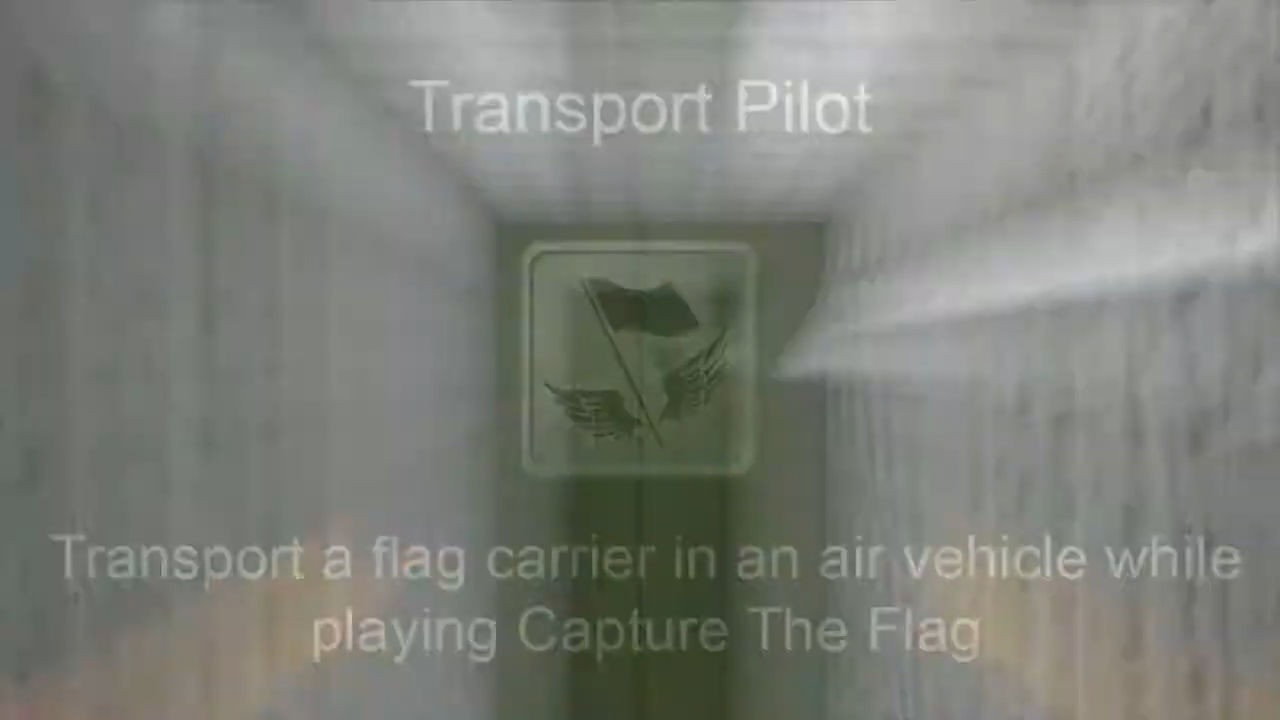 Transport Pilot
Transport a flag carrier in an air vehicle while
playing Capture The Flag